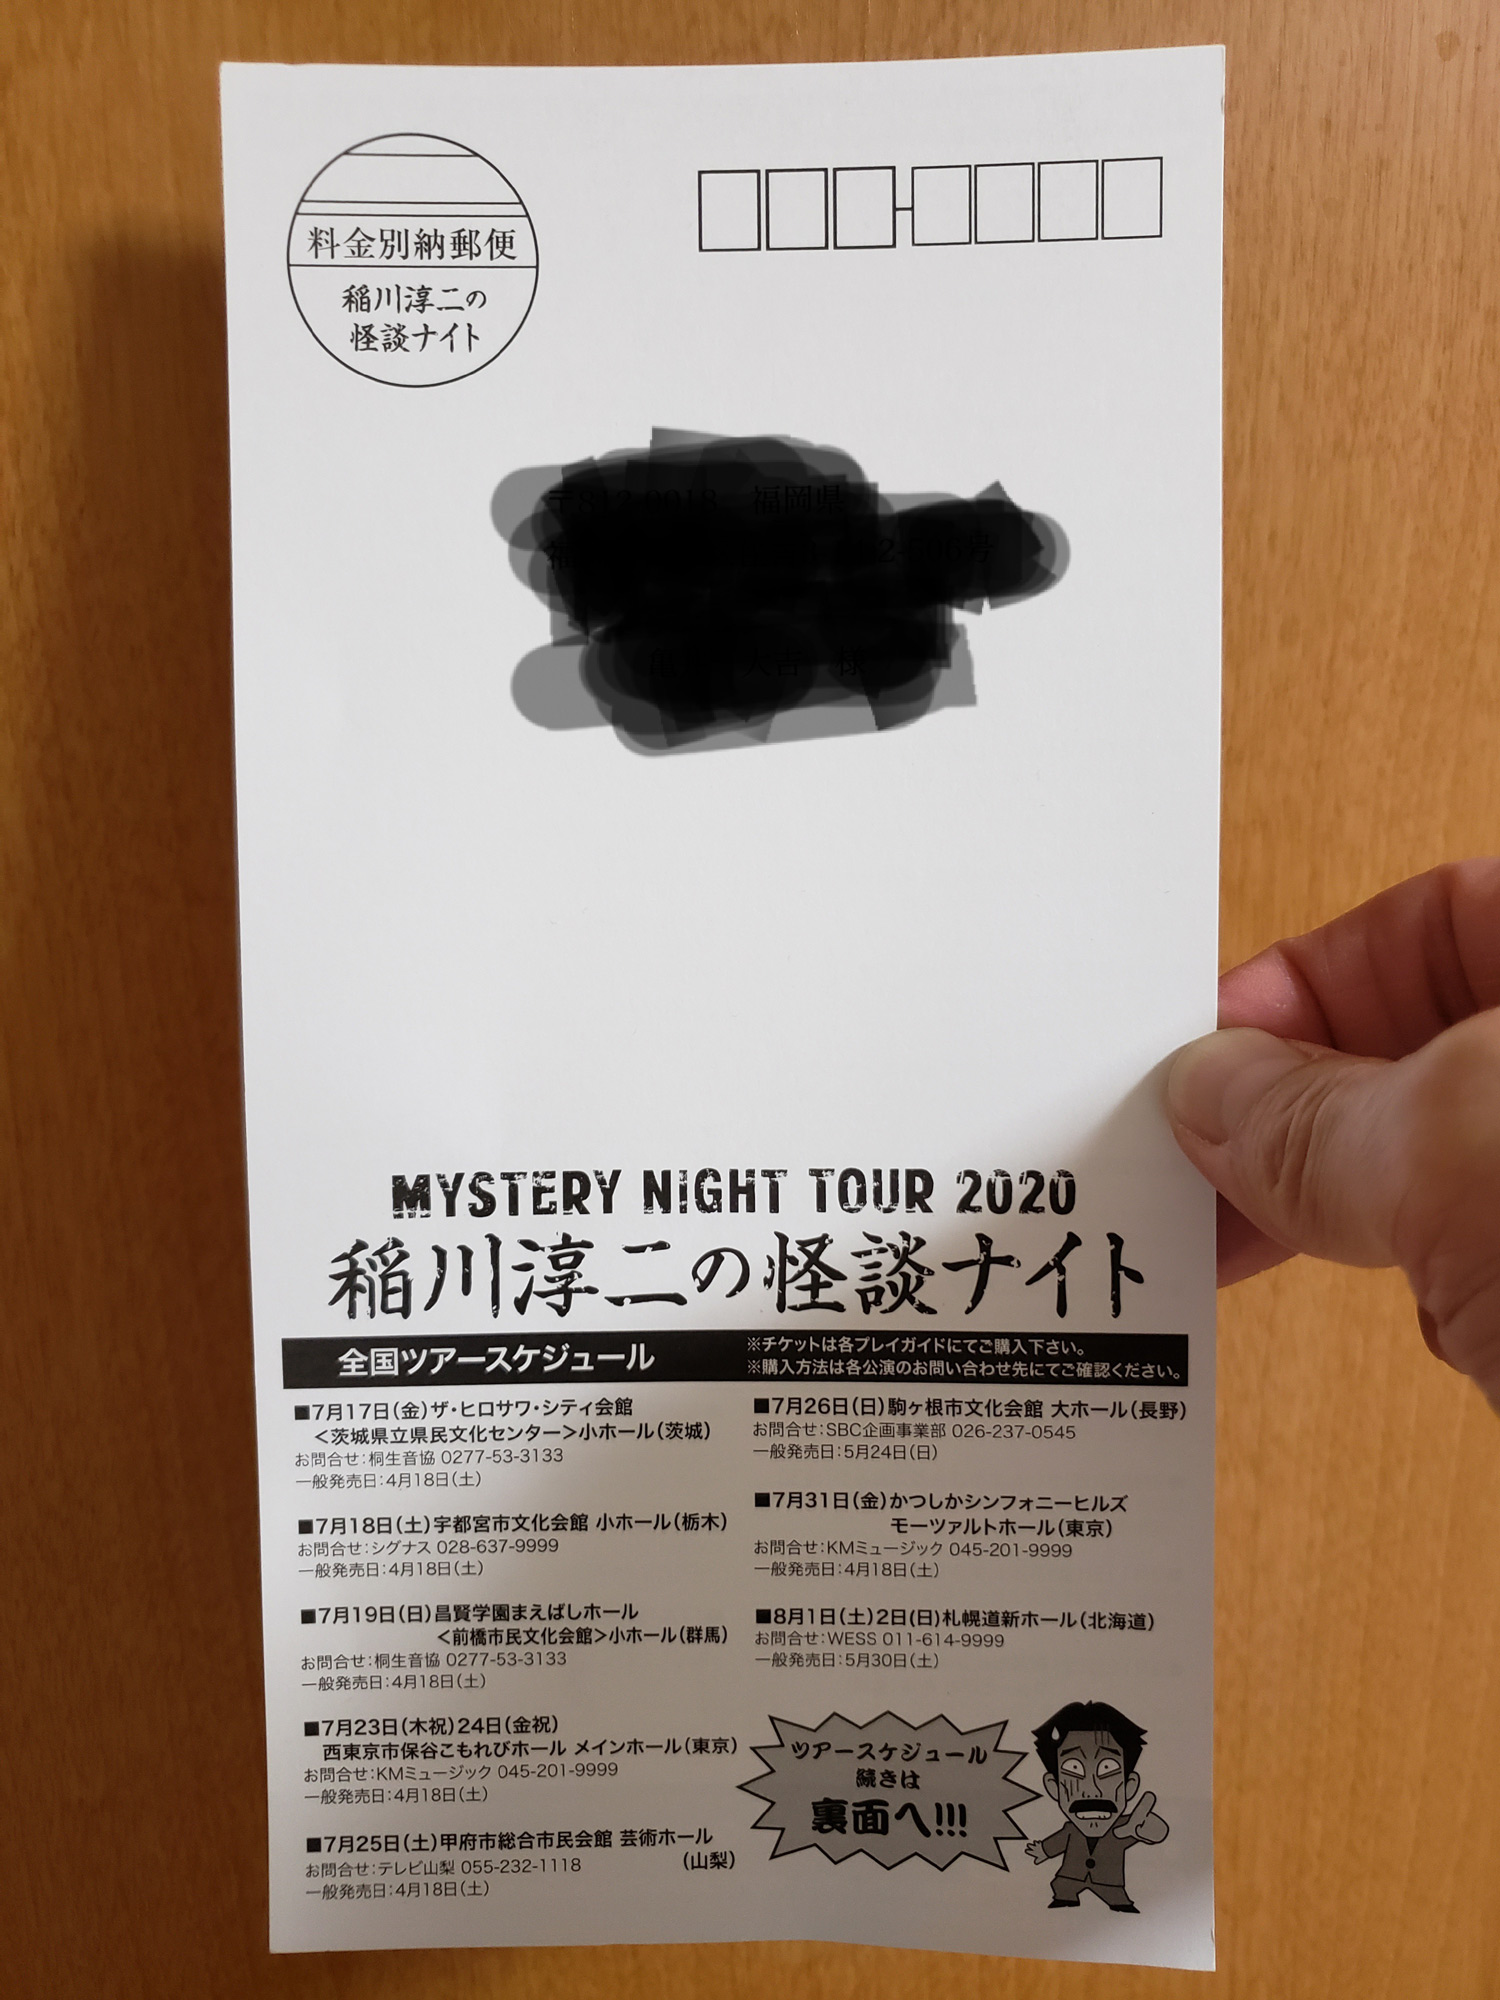 料金別納郵便
稲川淳二の
怪談ナイト
MYSTERY NIGHT TOUR 2020
稲川淳二の怪談ナイト
全国ツアースケジュール
※チケットは各プレイガイドにてご購入下さい。
※購入方法は各公演のお問い合わせ先にてご確認ください。
■7月17日(金)ザ・ヒロサワ・シティ会館
<茨城県立県民文化センター>小ホール(茨城)
お問合せ:桐生音協 0277-53-3133
一般発売日:4月18日(土)
■7月18日(土)宇都宮市文化会館 小ホール(栃木)
お問合せ:シグナス 028-637-9999
一般発売日:4月18日(土)
■7月19日(日)昌賢学園まえばしホール
<前橋市民文化会館>小ホール(群馬)
お問合せ:桐生音協 0277-53-3133
一般発売日:4月18日(土)
■7月23日(木祝)24日(金祝)
西東京市保谷こもれびホール メインホール(東京)
お問合せ:KMミュージック 045-201-9999
一般発売日:4月18日(土)
■7月25日(土)甲府市総合市民会館 芸術ホール
(山梨)
お問合せ:テレビ山梨 055-232-1118
一般発売日:4月18日(土)
■7月26日(日)駒ヶ根市文化会館 大ホール(長野)
お問合せ:SBC企画事業部 026-237-0545
一般発売日:5月24日(日)
■7月31日(金)かつしかシンフォニーヒルズ
モーツァルトホール(東京)
お問合せ:KMミュージック 045-201-9999
一般発売日:4月18日(土)
■8月1日(土)2日(日)札幌道新ホール(北海道)
お問合せ:WESS 011-614-9999
一般発売日:5月30日(土)
ツアースケジュール
続きは
裏面へ!!!